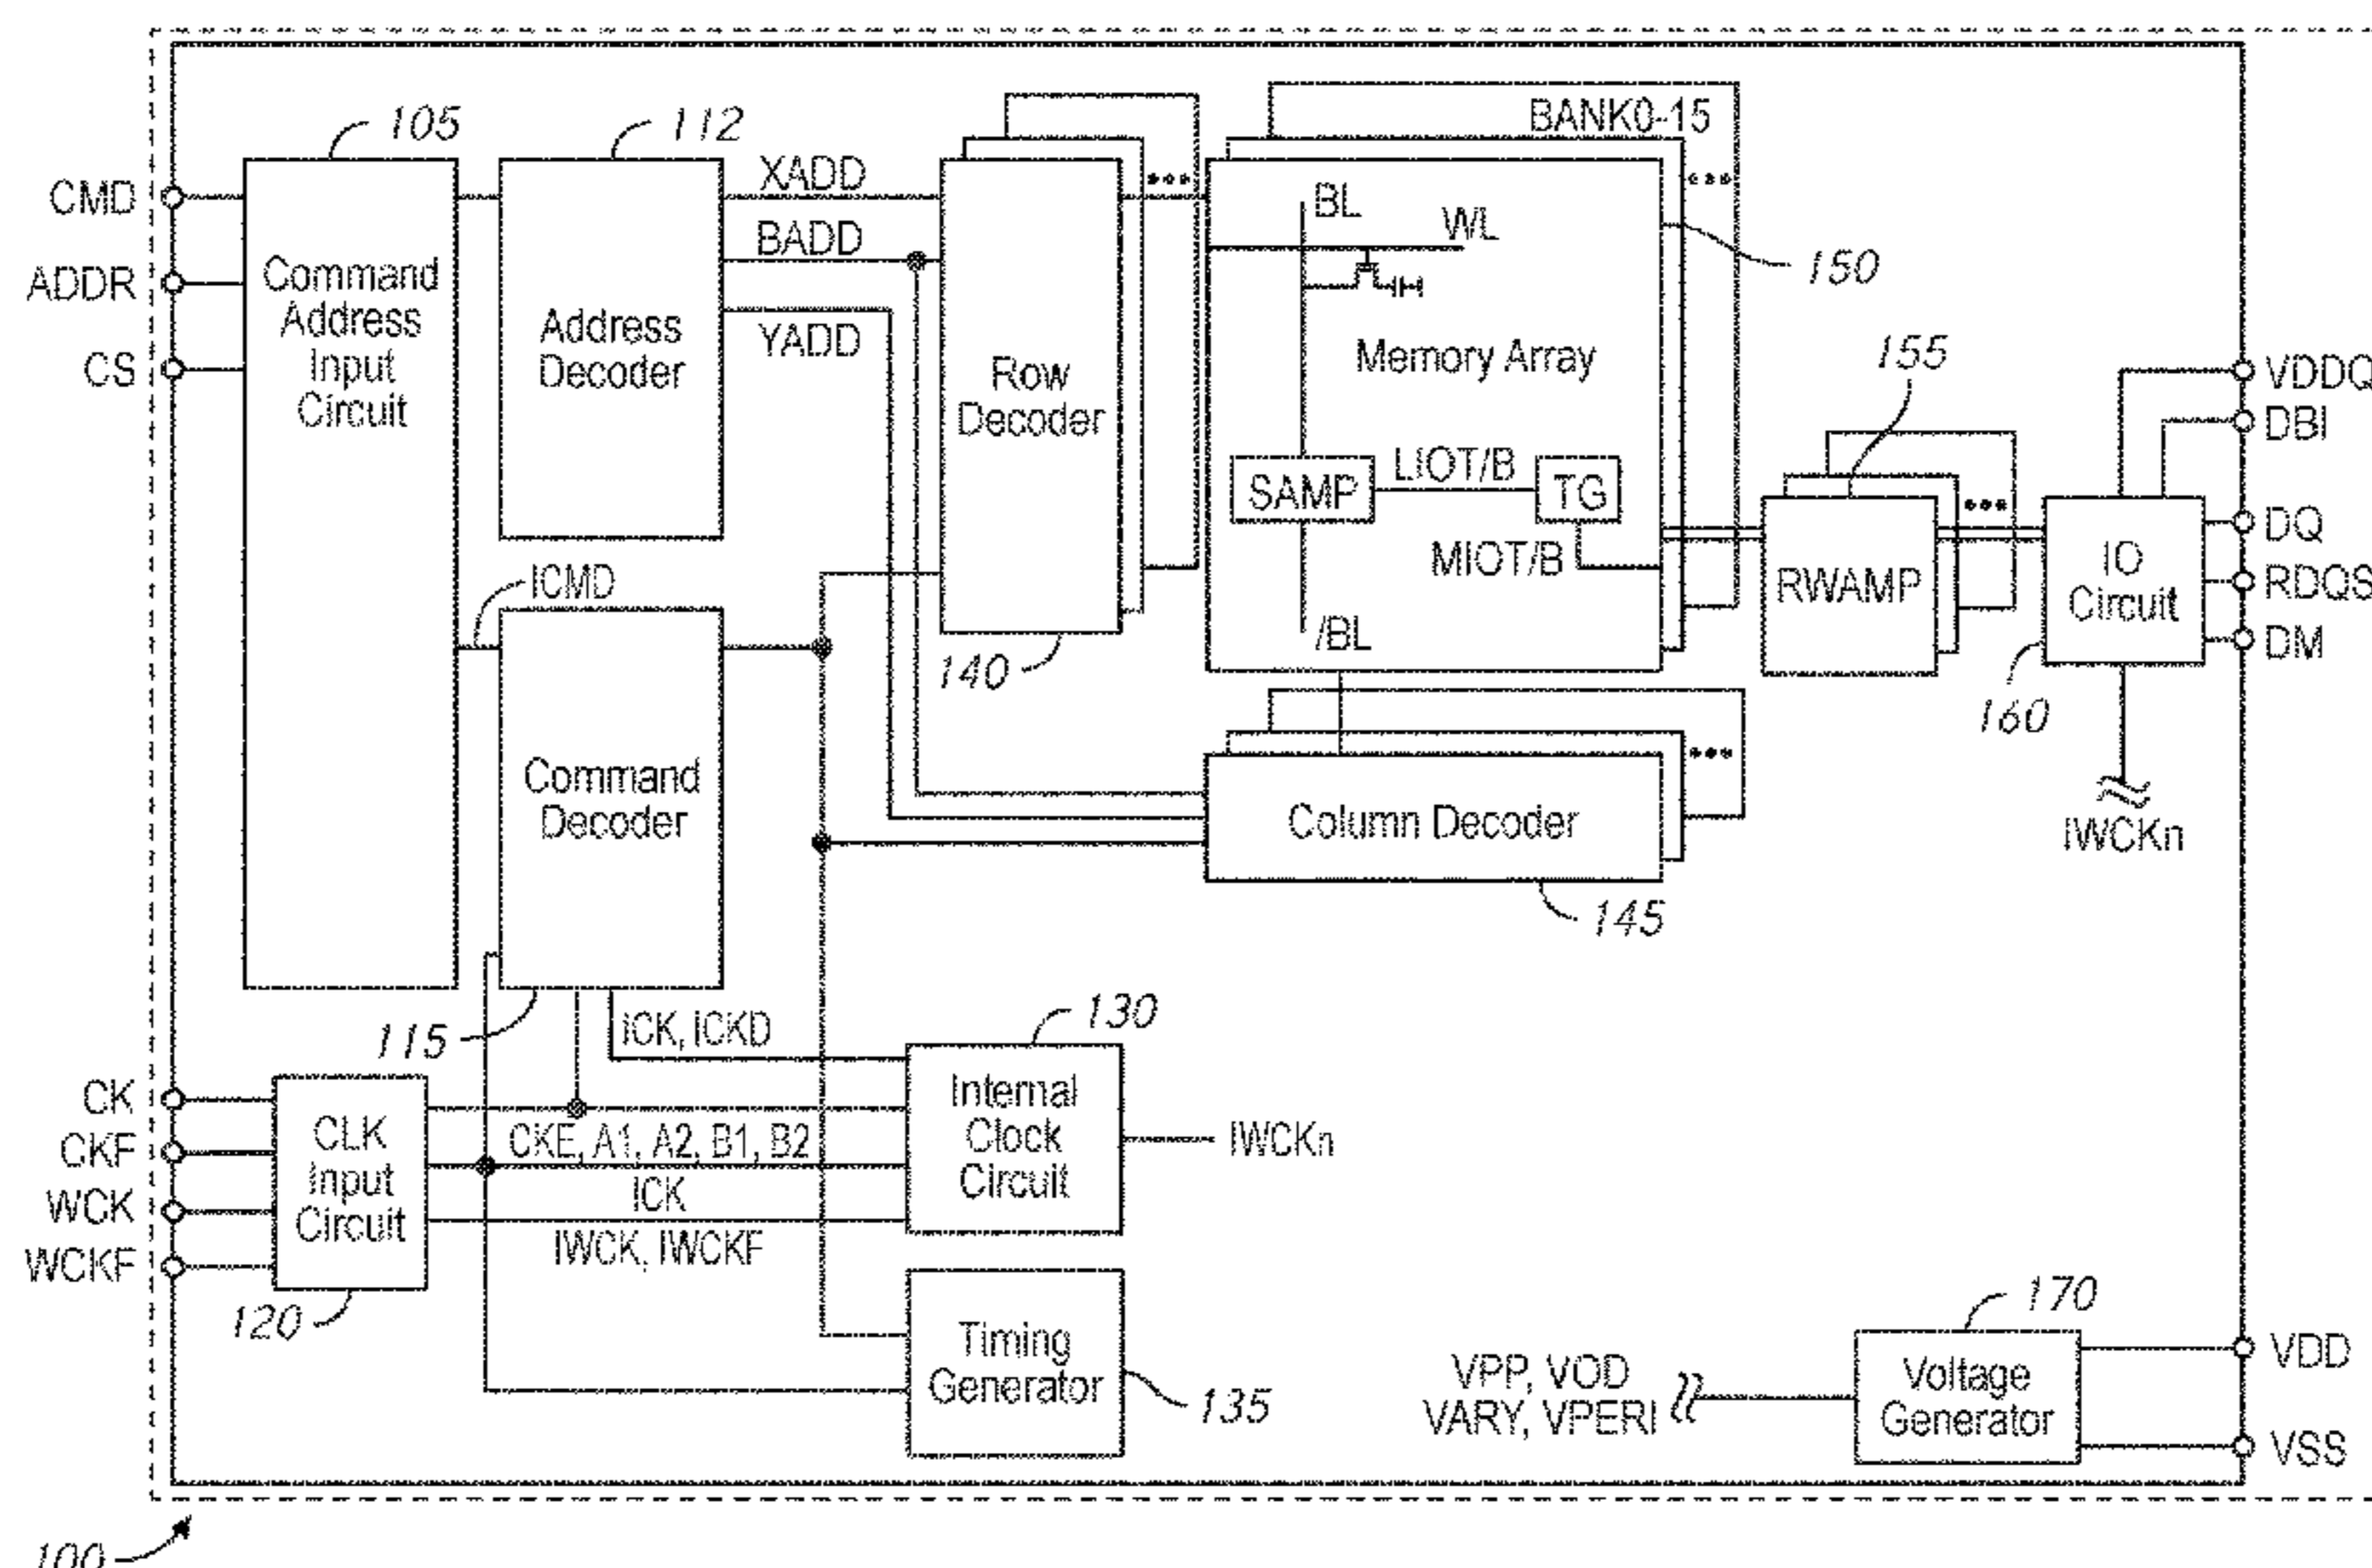 BANK0-15
105
112
CMD
XADD
BL
BADD
WL
Command
Address
Input
Circuit
ADDR
150
Address
Decoder
YADD
CS
Row
Decoder
Memory Array
155
VDDQ
DBI
SAMP
LIOT/B
TG
DQ
MIOT/B
RWAMP
IO
Circuit
RDQS
ICMD
/BL
DM
140
160
Command
Decoder
Column Decoder
IWCKn
145
115
ICK, ICKD
130
CK
CLK
Input
Circuit
Internal
Clock
Circuit
CKE, A1, A2, B1, B2
IWCKn
CKF
ICK
WCK
IWCK, IWCKF
WCKF
120
170
Timing
Generator
VPP, VOD
VARY, VPERI
Voltage
Generator
VDD
135
VSS
100